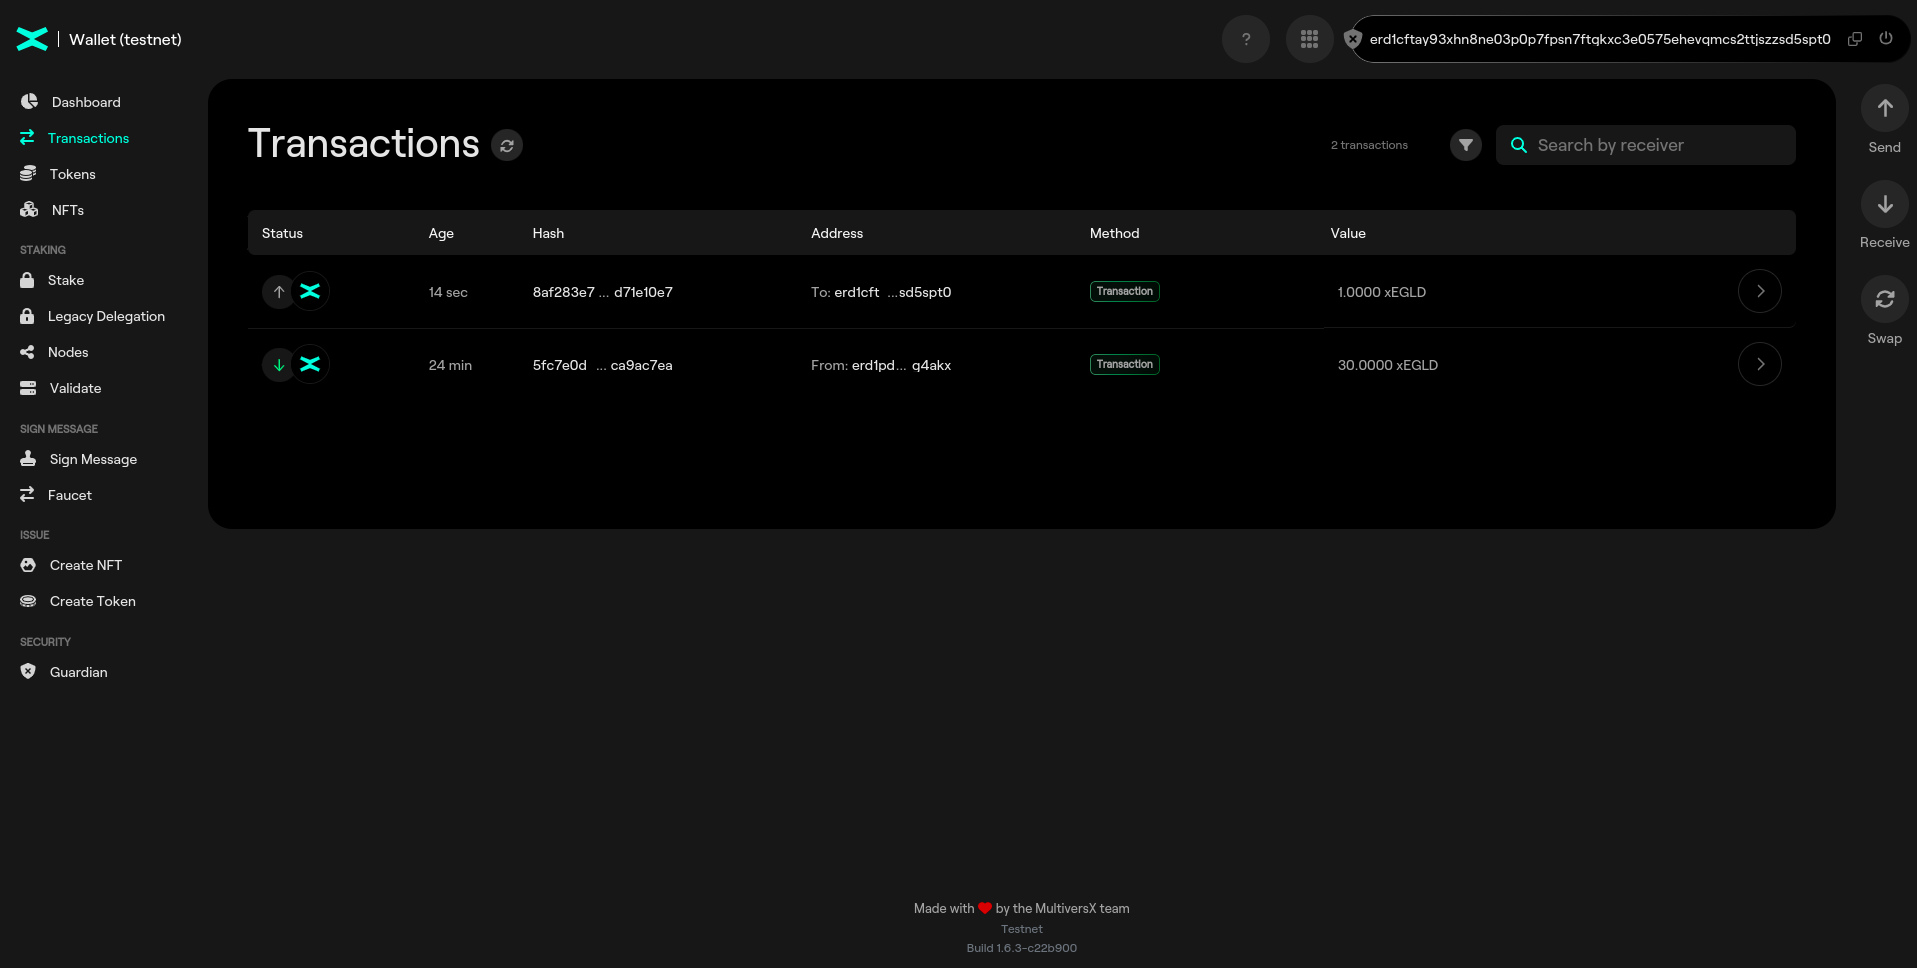 Wallet (testnet)
?
erd1cftay93xhn8ne03p0p7fpsn7ftqkxc3e0575ehevqmcs2ttjszzsd5spt0
Dashboard
Transactions
Tokens
NFTs
STAKING
Stake
Legacy Delegation
Nodes
Validate
SIGN MESSAGE
Sign Message
Faucet
ISSUE
Create NFT
Create Token
SECURITY
Guardian
Transactions
2 transactions
Search by receiver
Status Age Hash Address Method Value
14 sec 8af283e7 ... d71e10e7 To: erd1cft ...sd5spt0 Transaction 1.0000 xEGLD
24 min 5fc7e0d ... ca9ac7ea From: erd1pd... q4akx Transaction 30.0000 xEGLD
Send
Receive
Swap
Made with by the MultiversX team
Testnet
Build 1.6.3-c22b900